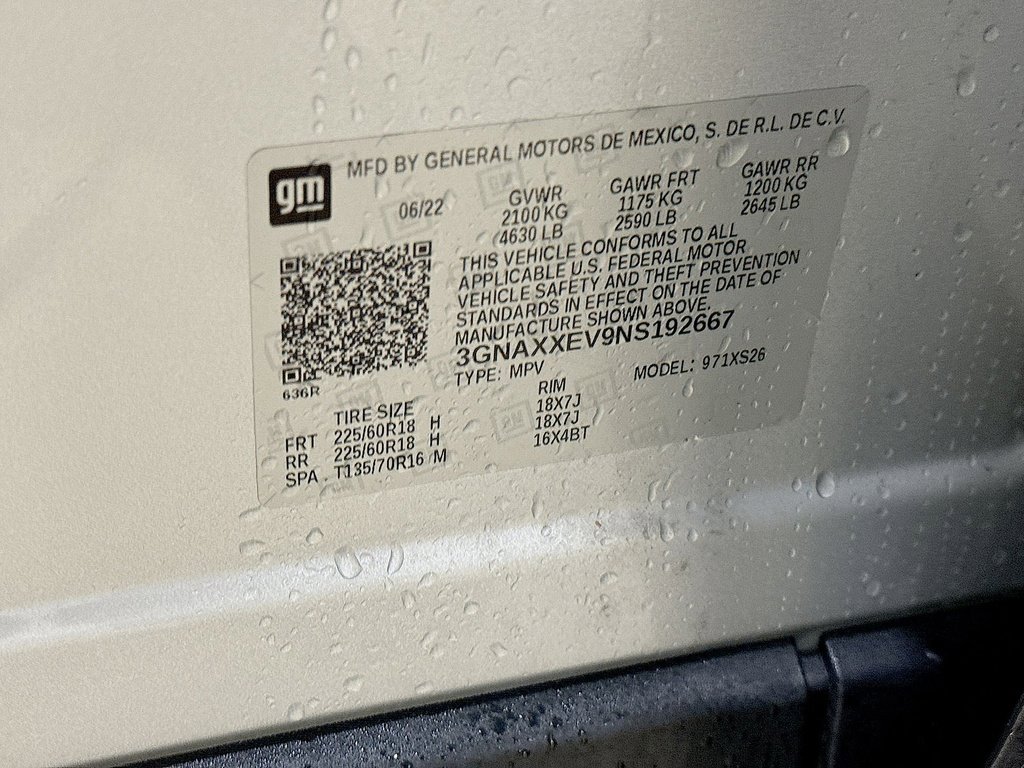 MFD BY GENERAL MOTORS DE MEXICO, S. DE R.L. DE C.V.
gm
06/22
GVWR GAWR FRT GAWR RR
2100 KG 1175 KG 1200 KG
4630 LB 2590 LB 2645 LB
THIS VEHICLE CONFORMS TO ALL
APPLICABLE U.S. FEDERAL MOTOR
VEHICLE SAFETY AND THEFT PREVENTION
STANDARDS IN EFFECT ON THE DATE OF
MANUFACTURE SHOWN ABOVE.
3GNAXXEV9NS192667
TYPE: MPV MODEL: 971XS26
636R
TIRE SIZE RIM
FRT 225/60R18 H 18X7J
RR 225/60R18 H 18X7J
SPA T135/70R16 M 16X4BT